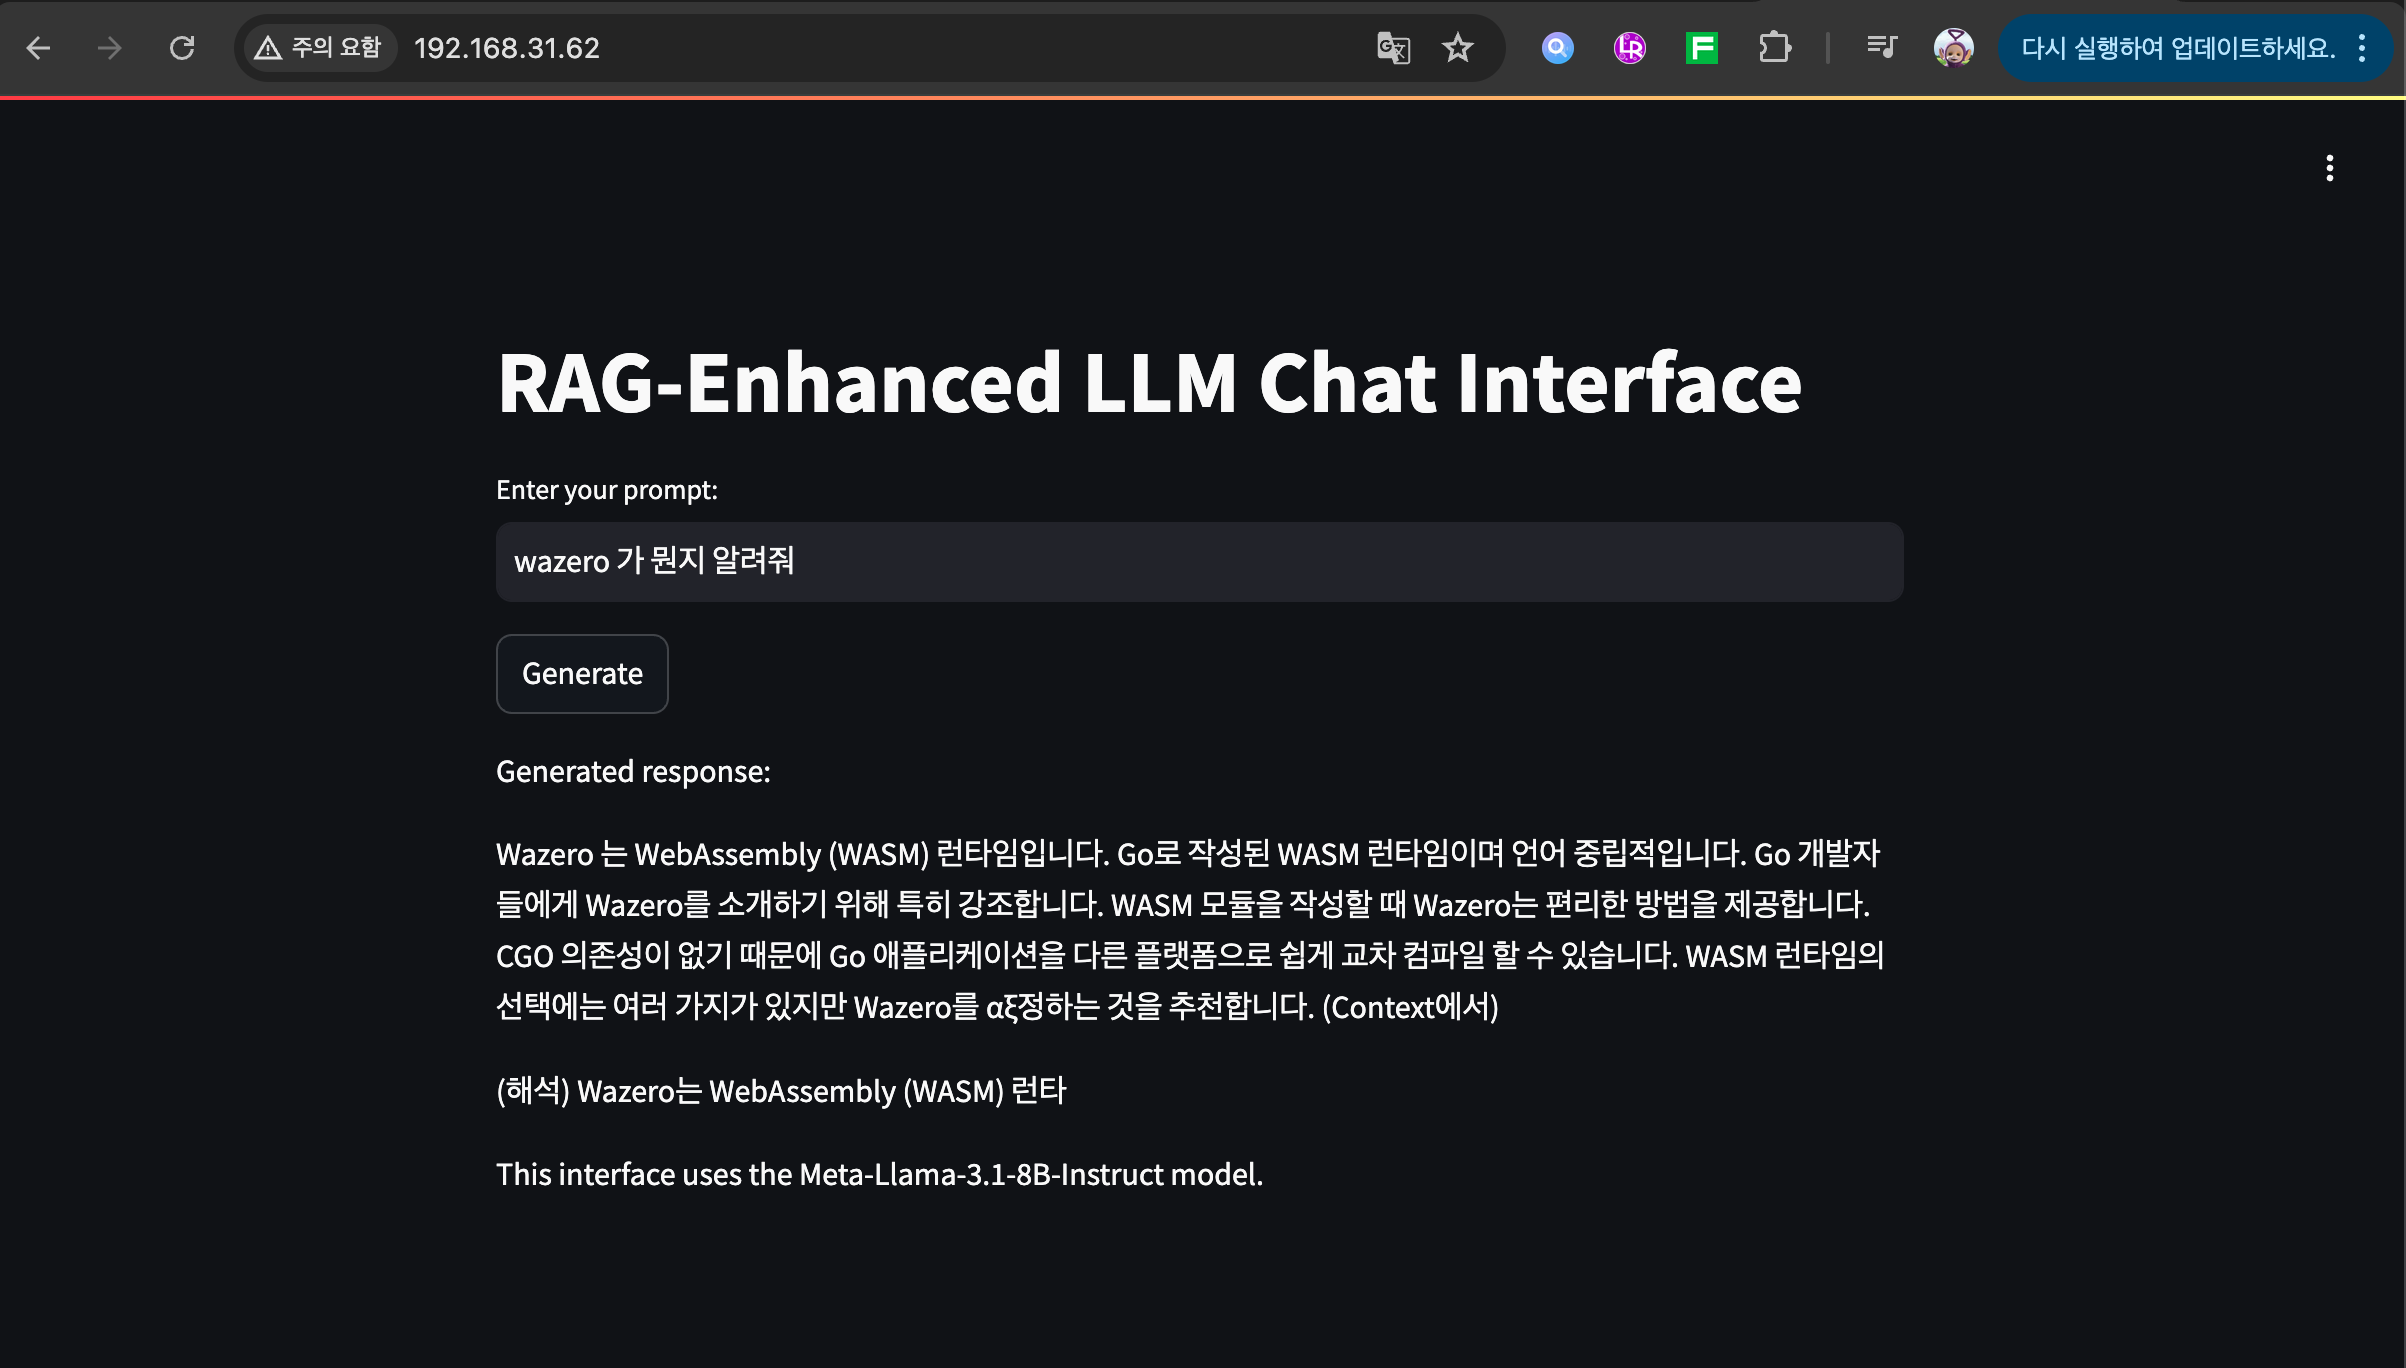 주의 요함
192.168.31.62
다시 실행하여 업데이트하세요.
RAG-Enhanced LLM Chat Interface
Enter your prompt:
wazero 가 뭔지 알려줘
Generate
Generated response:
Wazero 는 WebAssembly (WASM) 런타임입니다. Go로 작성된 WASM 런타임이며 언어 중립적입니다. Go 개발자
들에게 Wazero를 소개하기 위해 특히 강조합니다. WASM 모듈을 작성할 때 Wazero는 편리한 방법을 제공합니다.
CGO 의존성이 없기 때문에 Go 애플리케이션을 다른 플랫폼으로 쉽게 교차 컴파일 할 수 있습니다. WASM 런타임의
선택에는 여러 가지가 있지만 Wazero를 αξ정하는 것을 추천합니다. (Context에서)
(해석) Wazero는 WebAssembly (WASM) 런타
This interface uses the Meta-Llama-3.1-8B-Instruct model.